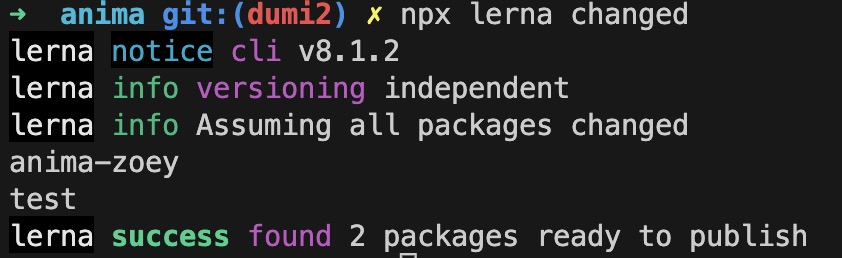 ➜ anima git:(dumi2) ✗ npx lerna changed
lerna notice cli v8.1.2
lerna info versioning independent
lerna info Assuming all packages changed
anima-zoey
test
lerna success found 2 packages ready to publish